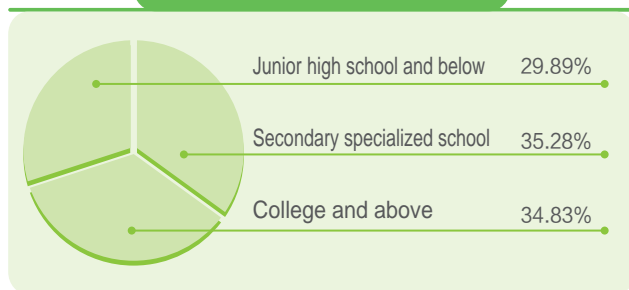 Junior high school and below 29.89%
Secondary specialized school 35.28%
College and above 34.83%